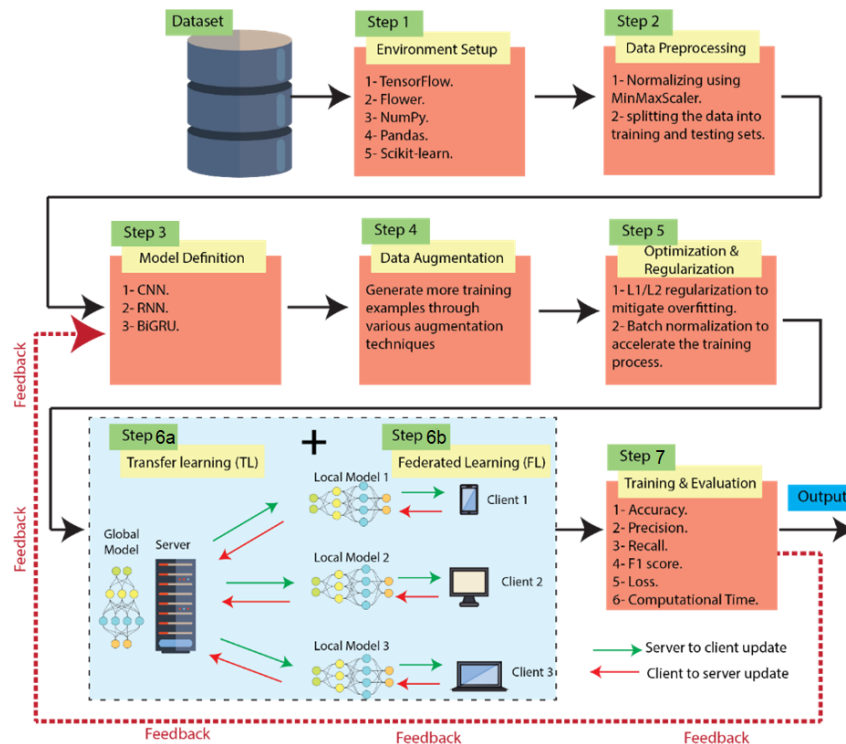 Dataset
Step 1
Environment Setup
1- TensorFlow.
2- Flower.
3- NumPy.
4- Pandas.
5- Scikit-learn.
Step 2
Data Preprocessing
1- Normalizing using
MinMaxScaler.
2- splitting the data into
training and testing sets.
Step 3
Model Definition
1- CNN.
2- RNN.
3- BiGRU.
Step 4
Data Augmentation
Generate more training
examples through
various augmentation
techniques
Step 5
Optimization &
Regularization
1- L1/L2 regularization to
mitigate overfitting.
2- Batch normalization to
accelerate the training
process.
Feedback
Feedback
Step 6a
Transfer learning (TL)
+
Step 6b
Federated Learning (FL)
Global
Model
Server
Local Model 1
Client 1
Local Model 2
Client 2
Local Model 3
Client 3
Step 7
Training & Evaluation
1- Accuracy.
2- Precision.
3- Recall.
4- F1 score.
5- Loss.
6- Computational Time.
Output
Server to client update
Client to server update
Feedback
Feedback
Feedback